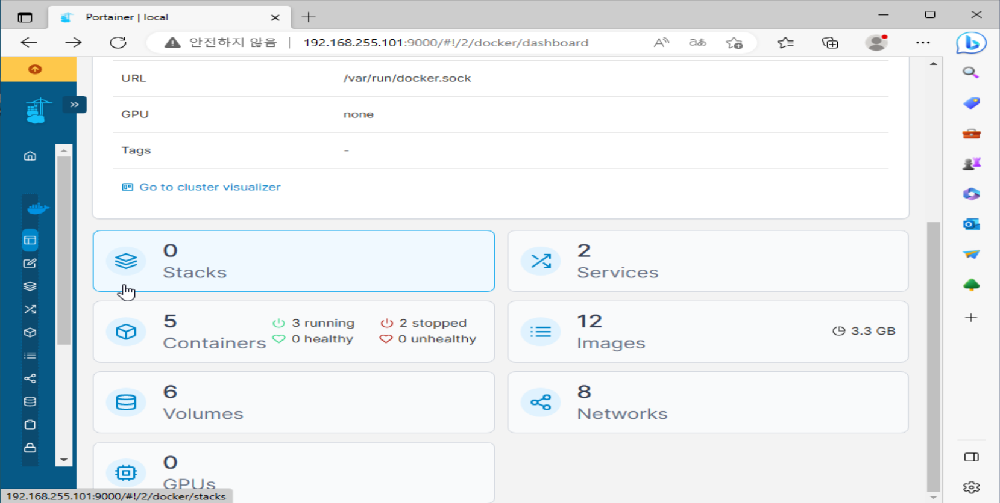 Portainer | local
안전하지 않음 | 192.168.255.101:9000/#!/2/docker/dashboard
URL /var/run/docker.sock
GPU none
Tags -
Go to cluster visualizer
0
Stacks
2
Services
5
Containers
3 running
2 stopped
0 healthy
0 unhealthy
12
Images
3.3 GB
6
Volumes
8
Networks
0
GPUs
192.168.255.101:9000/#!/2/docker/stacks